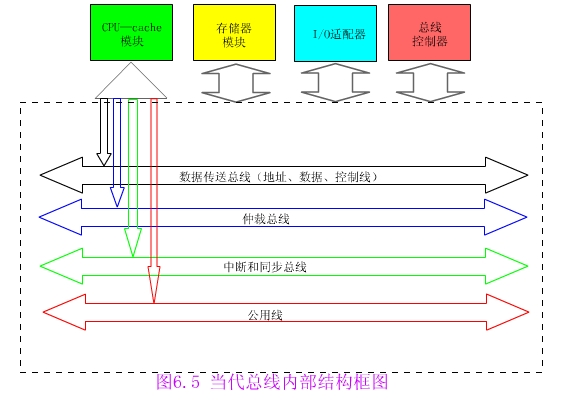 CPU—cache
模块
存储器
模块
I/O适配器
总线
控制器
数据传送总线（地址、数据、控制线）
仲裁总线
中断和同步总线
公用线
图6.5 当代总线内部结构框图